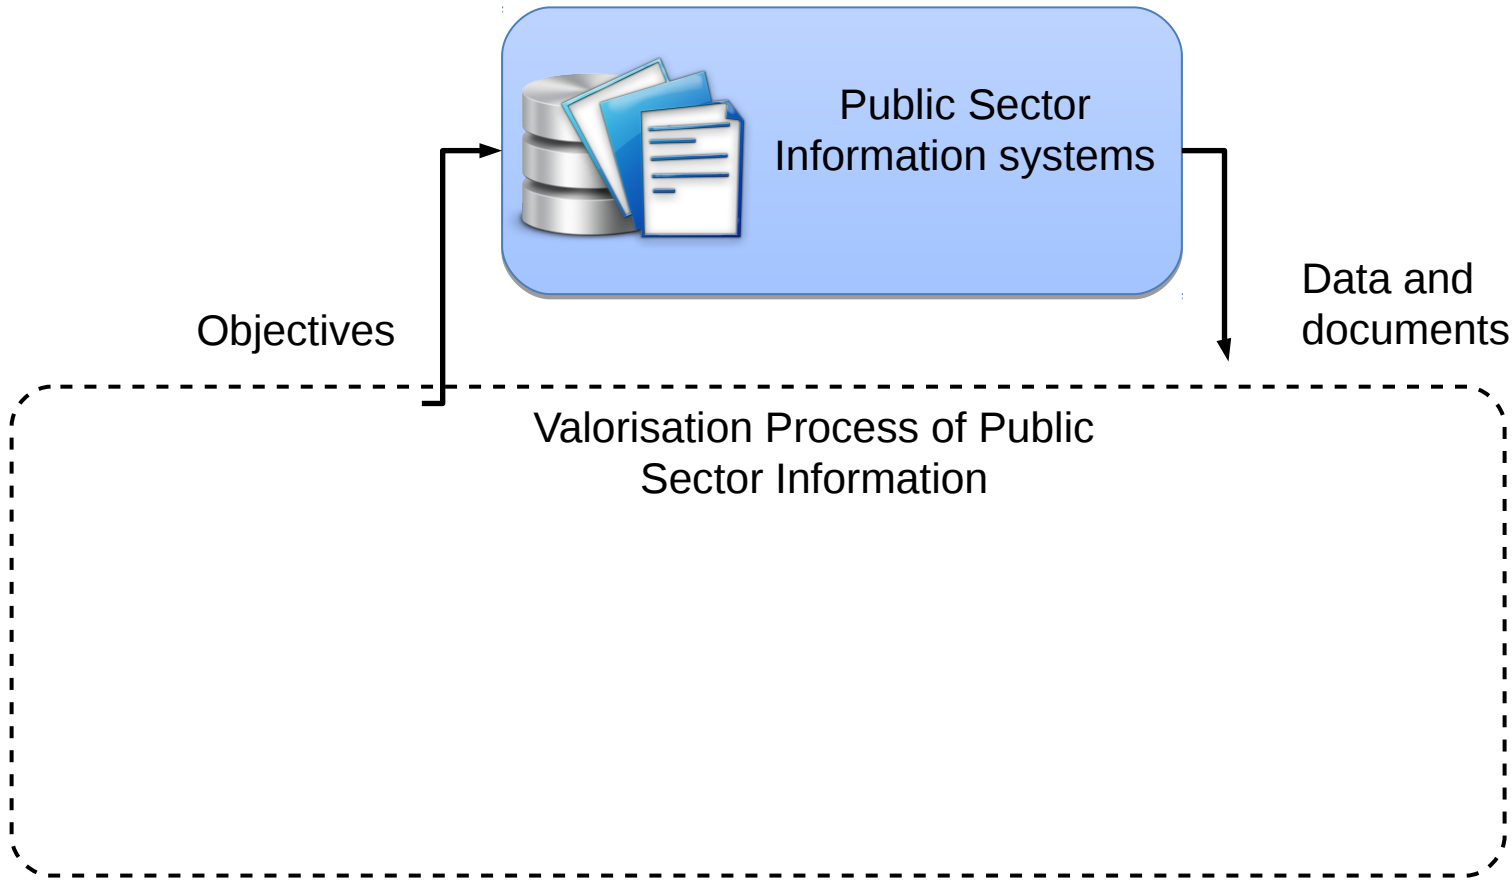 Public Sector
Information systems
Data and
documents
Objectives
Valorisation Process of Public
Sector Information